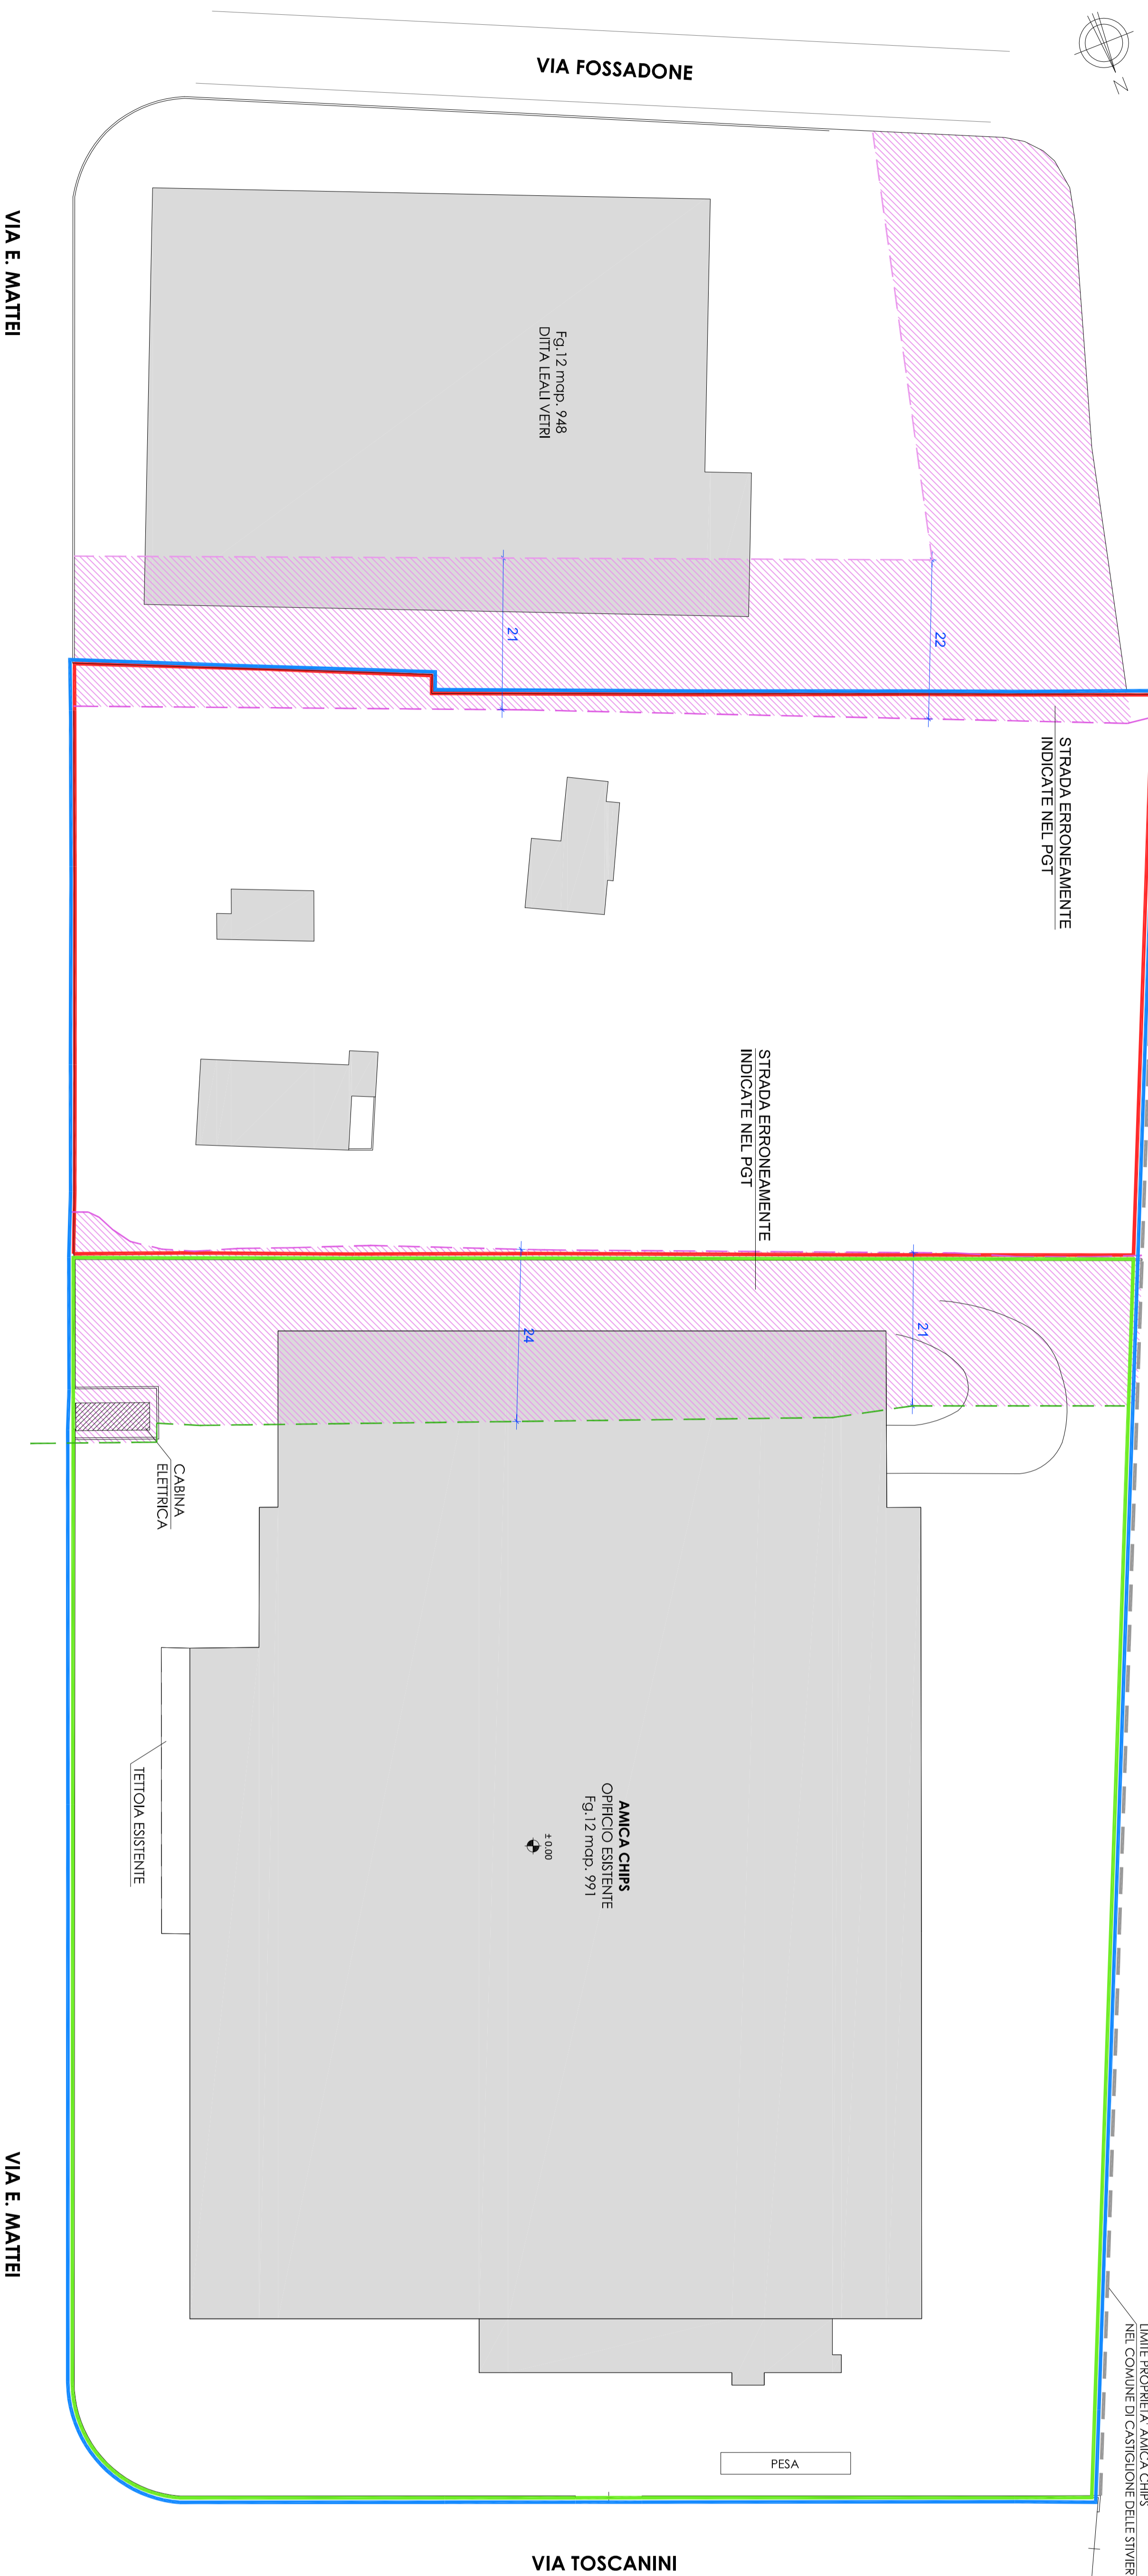 N
VIA FOSSADONE
VIA E. MATTEI
Fg.12 map. 948
DITTA LEALI VETRI
21
22
STRADA ERRONEAMENTE
INDICATE NEL PGT
STRADA ERRONEAMENTE
INDICATE NEL PGT
24
21
CABINA
ELETTRICA
TETTOIA ESISTENTE
AMICA CHIPS
OPIFICIO ESISTENTE
Fg.12 map. 991
± 0.00
VIA E. MATTEI
LIMITE PROPRIETA' AMICA CHIPS
NEL COMUNE DI CASTIGLIONE DELLE STIVIER
PESA
VIA TOSCANINI